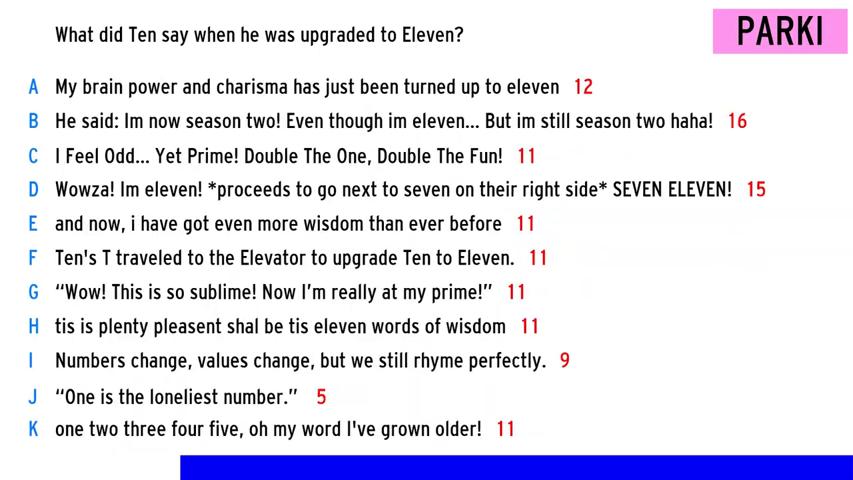 What did Ten say when he was upgraded to Eleven?
PARKI
A My brain power and charisma has just been turned up to eleven 12
B He said: Im now season two! Even though im eleven... But im still season two haha! 16
C I Feel Odd... Yet Prime! Double The One, Double The Fun! 11
D Wowza! Im eleven! *proceeds to go next to seven on their right side* SEVEN ELEVEN! 15
E and now, i have got even more wisdom than ever before 11
F Ten's T traveled to the Elevator to upgrade Ten to Eleven. 11
G “Wow! This is so sublime! Now I’m really at my prime!” 11
H tis is plenty pleasent shal be tis eleven words of wisdom 11
I Numbers change, values change, but we still rhyme perfectly. 9
J “One is the loneliest number.” 5
K one two three four five, oh my word I've grown older! 11